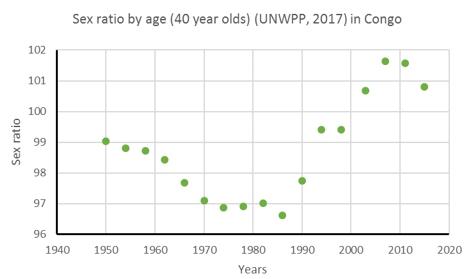 Sex ratio by age (40 year olds) (UNWPP, 2017) in Congo
102
101
100
99
98
97
96
Sex ratio
1940 1950 1960 1970 1980 1990 2000 2010 2020
Years